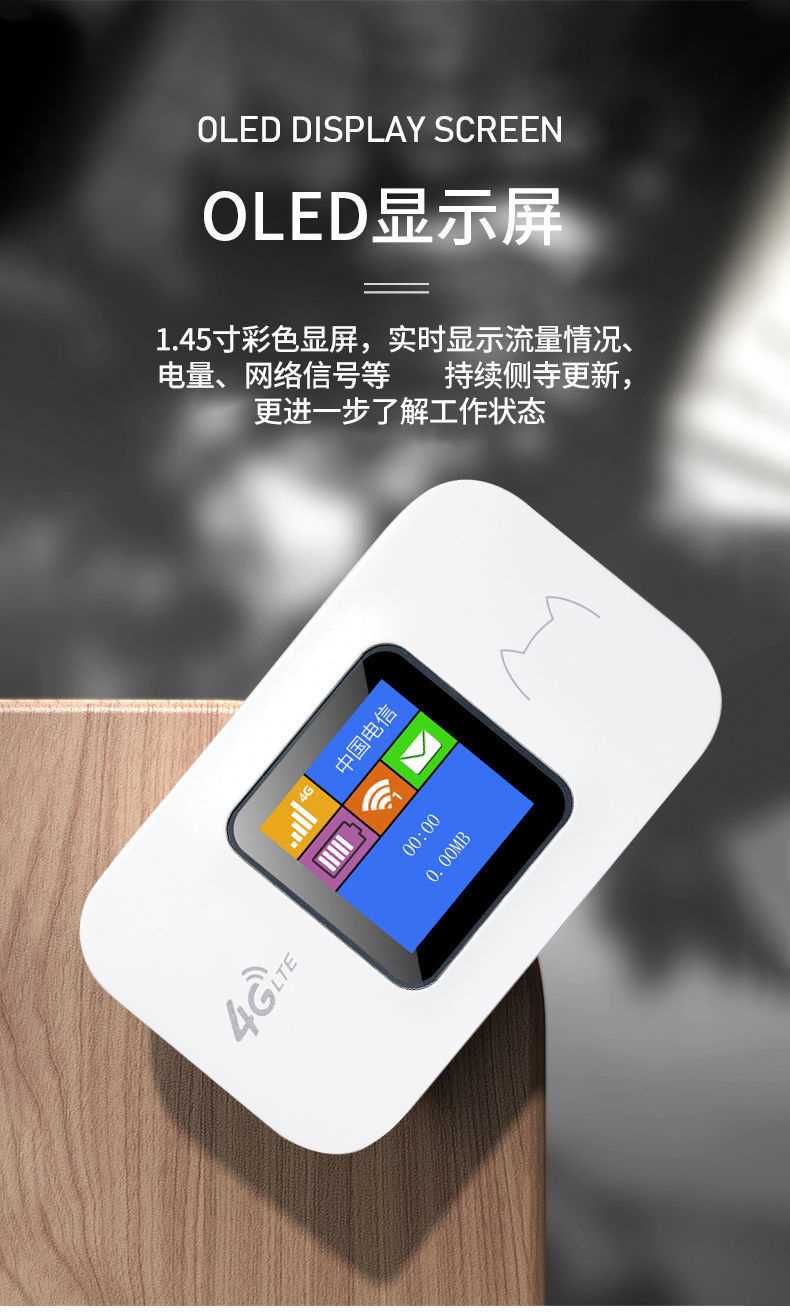 OLED DISPLAY SCREEN
OLED显示屏
1.45寸彩色显屏，实时显示流量情况、
电量、网络信号等 持续侧寺更新，
更进一步了解工作状态
中国电信
4G
1
00:00
0.00MB
4G LTE